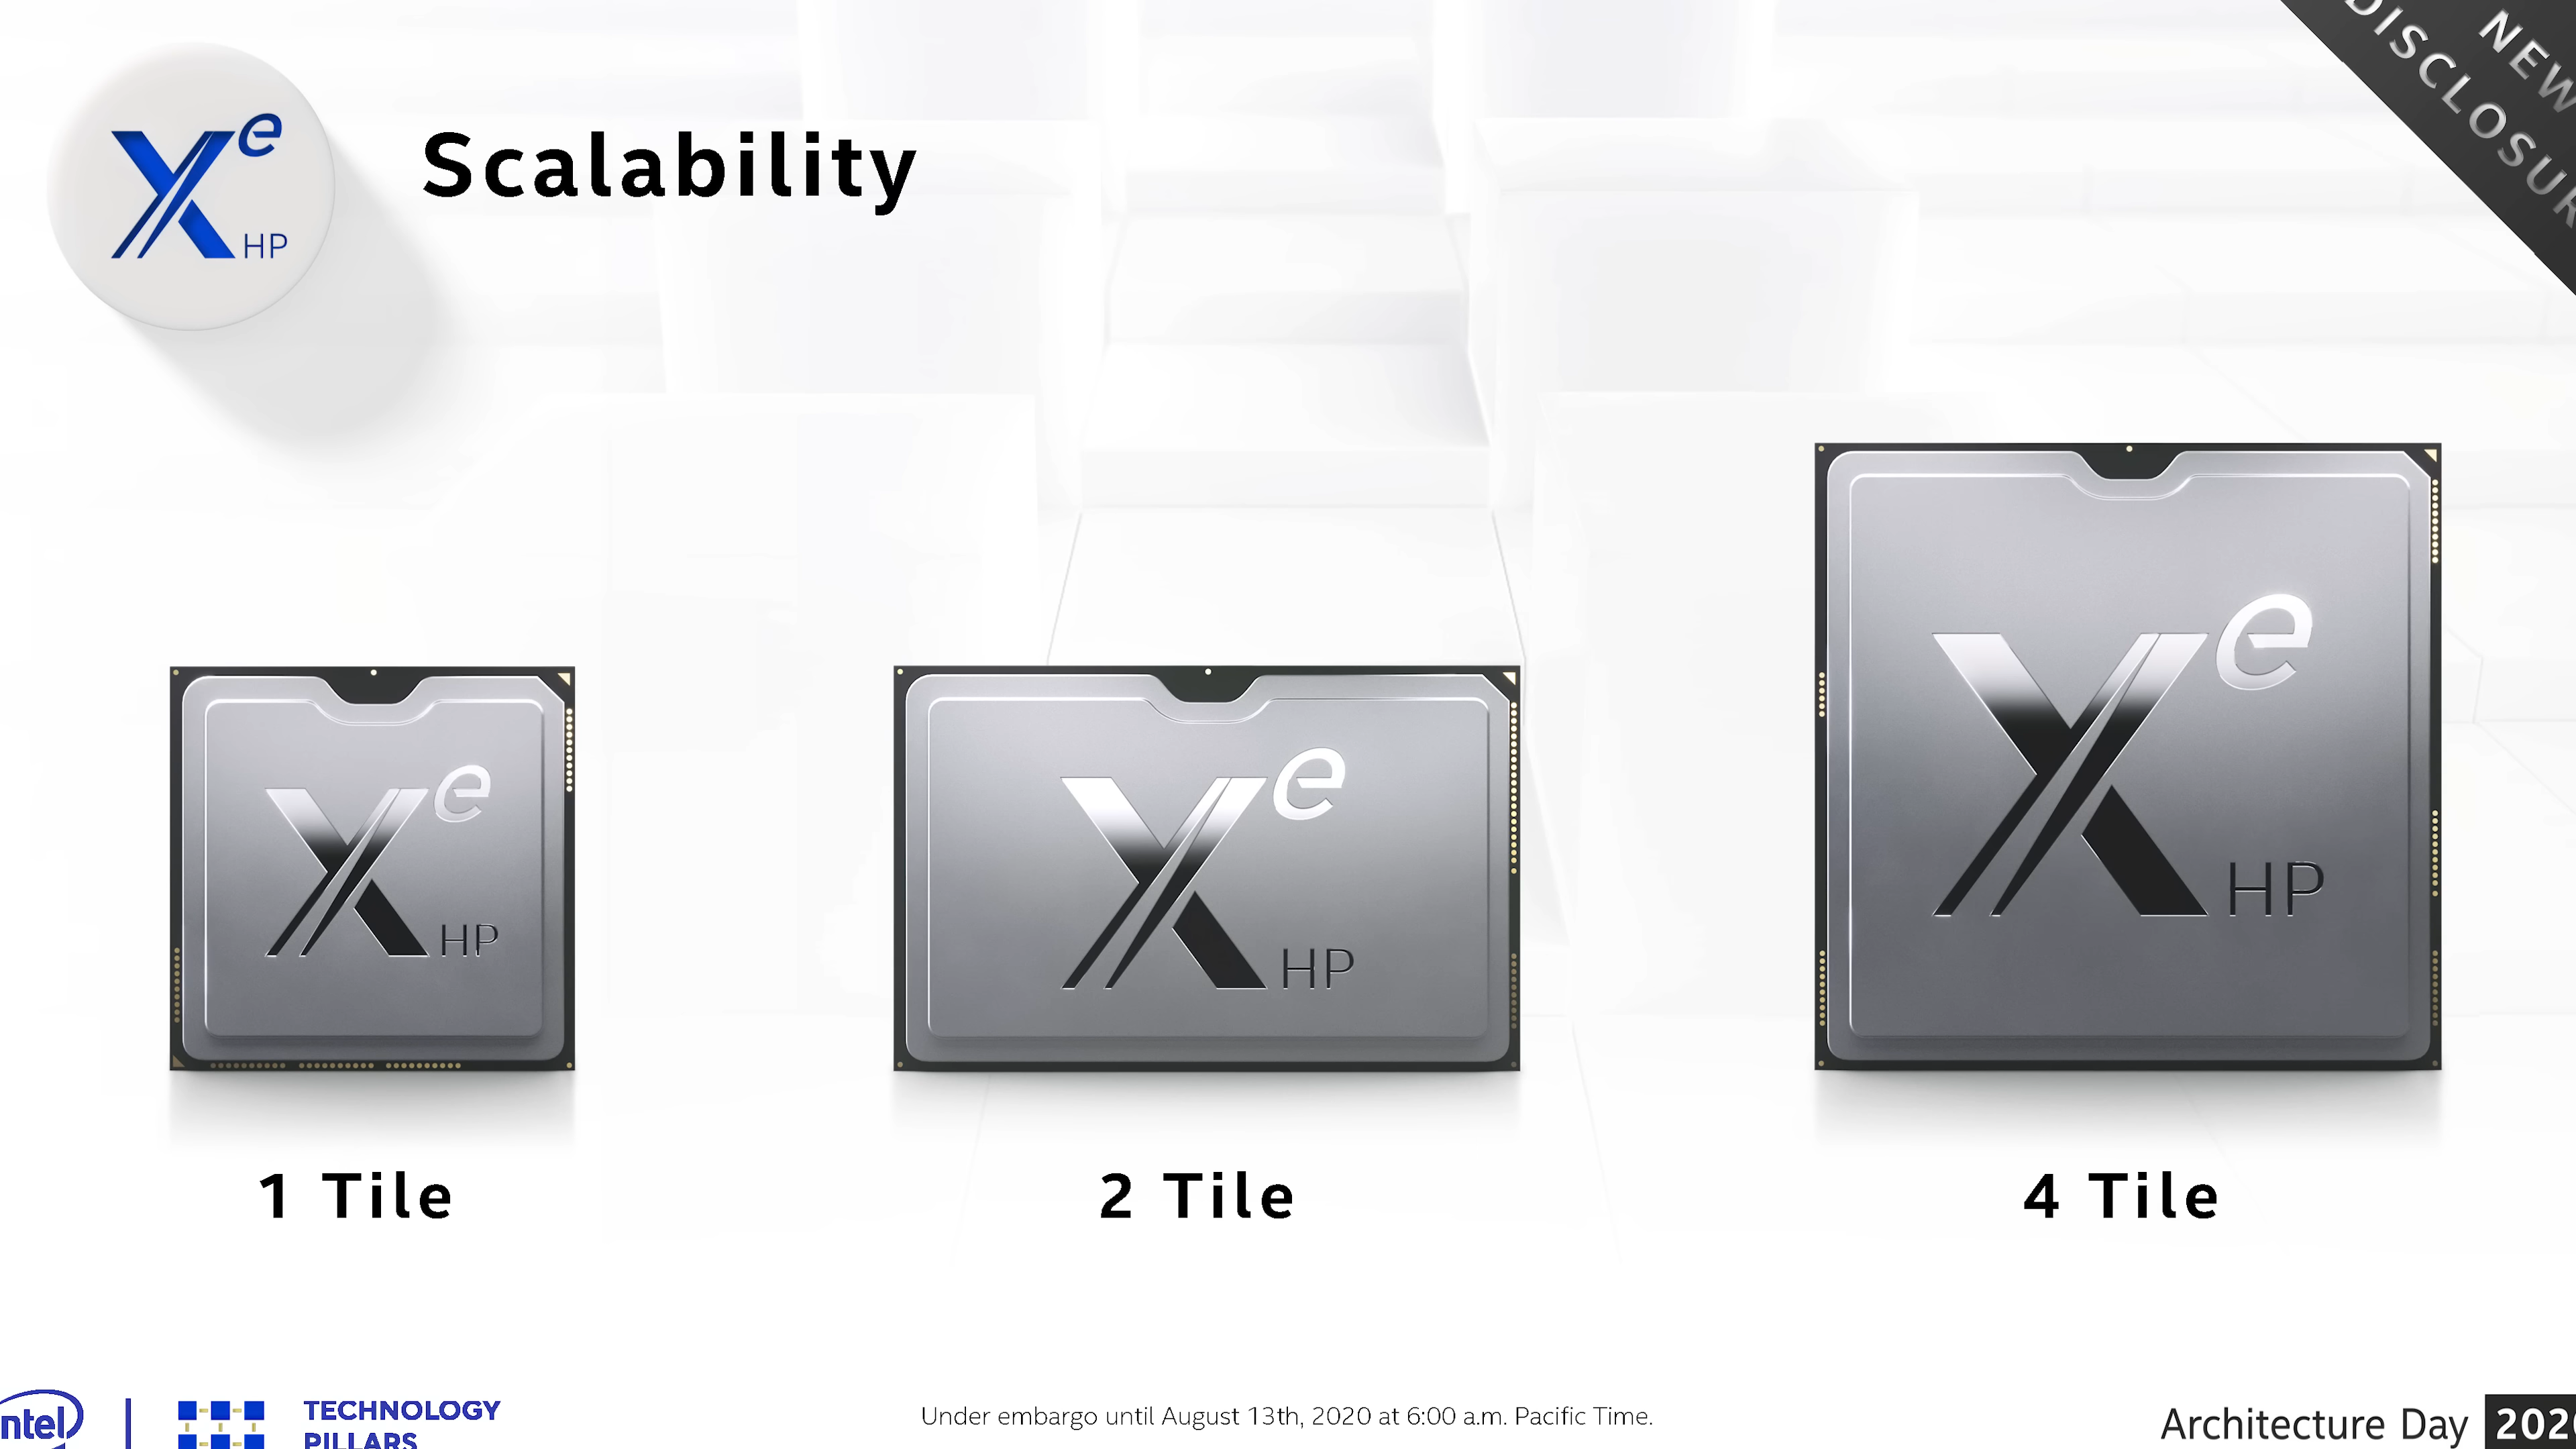 NEW
DISCLOSUR
Xe HP
Scalability
Xe HP
Xe HP
Xe HP
1 Tile
2 Tile
4 Tile
ntel
TECHNOLOGY
PILLARS
Under embargo until August 13th, 2020 at 6:00 a.m. Pacific Time.
Architecture Day 202